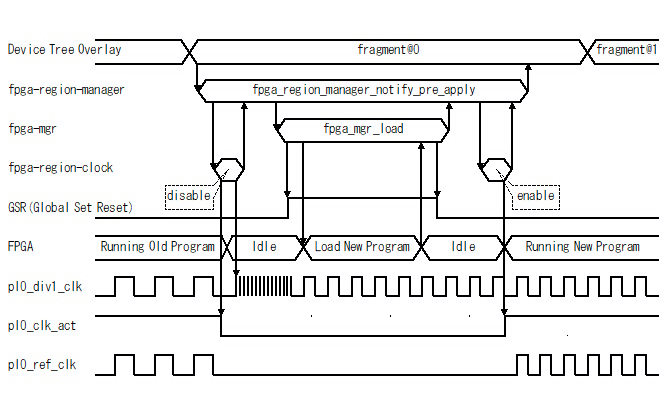 Device Tree Overlay fragment@0 fragment@1
fpga-region-manager fpga_region_manager_notify_pre_apply
fpga-mgr fpga_mgr_load
fpga-region-clock
disable enable
GSR(Global Set Reset)
FPGA Running Old Program Idle Load New Program Idle Running New Program
pl0_div1_clk
pl0_clk_act
pl0_ref_clk